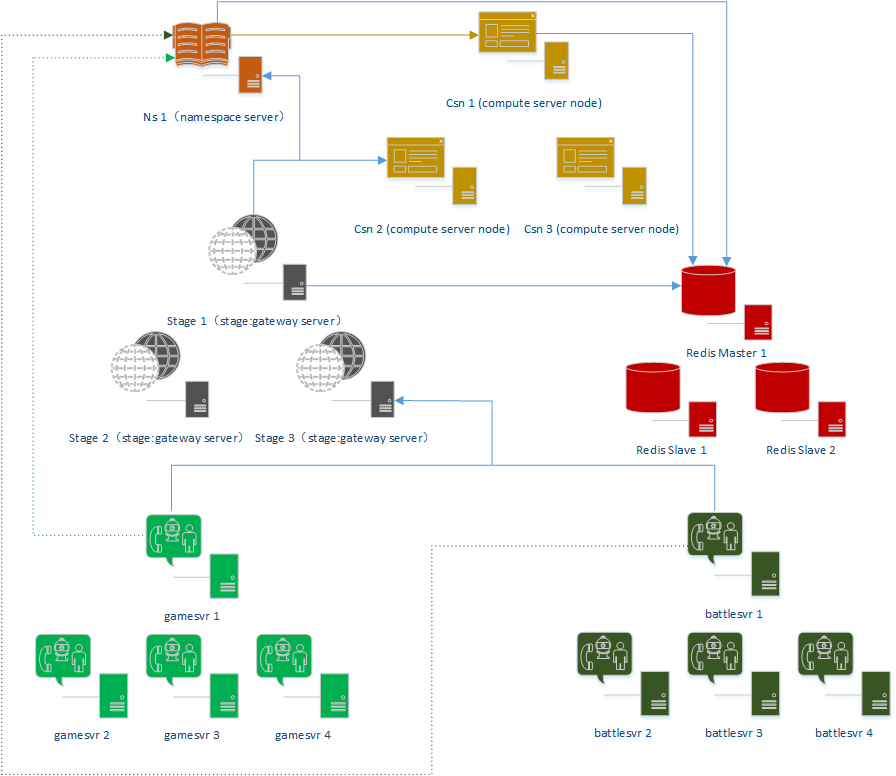 Ns 1（namespace server）
Csn 1 (compute server node)
Csn 2 (compute server node)
Csn 3 (compute server node)
Stage 1（stage:gateway server）
Redis Master 1
Stage 2（stage:gateway server）
Stage 3（stage:gateway server）
Redis Slave 1
Redis Slave 2
gamesvr 1
battlesvr 1
gamesvr 2
gamesvr 3
gamesvr 4
battlesvr 2
battlesvr 3
battlesvr 4